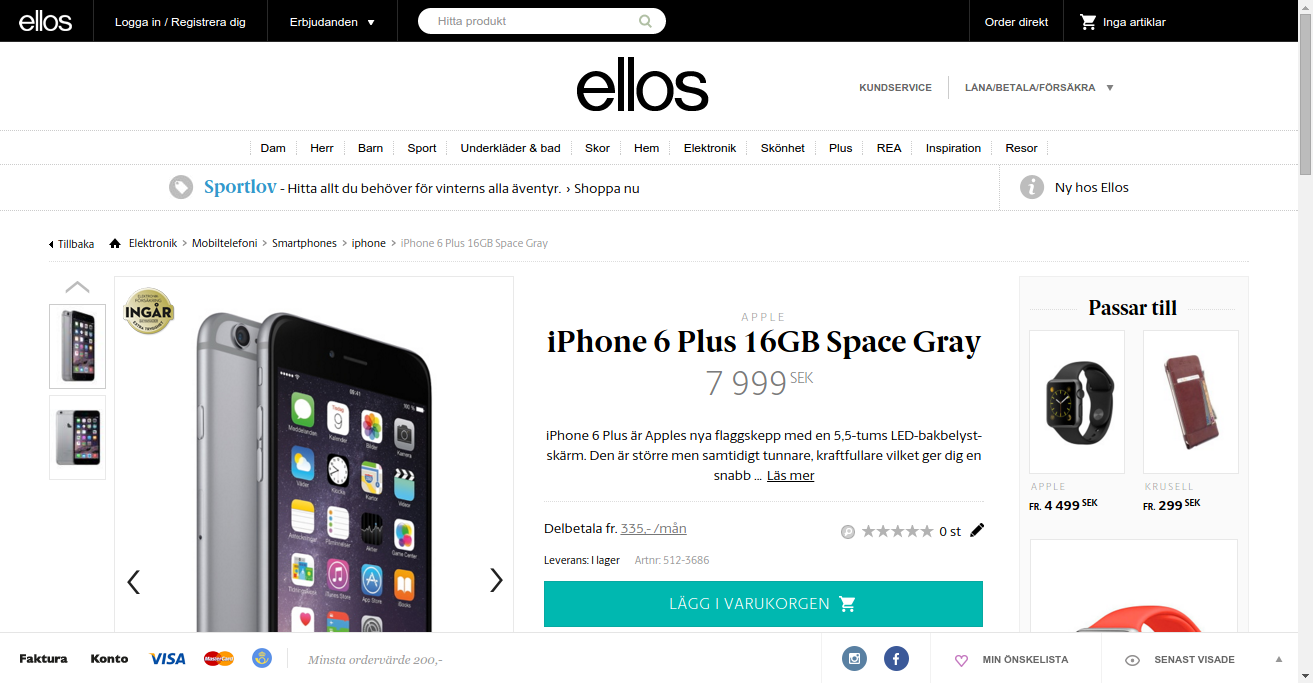 ellos
Logga in / Registrera dig
Erbjudanden
Hitta produkt
Order direkt
Inga artiklar
ellos
KUNDSERVICE
LÅNA/BETALA/FÖRSÄKRA
Dam Herr Barn Sport Underkläder & bad Skor Hem Elektronik Skönhet Plus REA Inspiration Resor
Sportlov - Hitta allt du behöver för vinterns alla äventyr. › Shoppa nu
Ny hos Ellos
Tillbaka Elektronik > Mobiltelefoni > Smartphones > iphone > iPhone 6 Plus 16GB Space Gray
INGÅR
APPLE
iPhone 6 Plus 16GB Space Gray
7 999 SEK
iPhone 6 Plus är Apples nya flaggskepp med en 5,5-tums LED-bakbelyst-
skärm. Den är större men samtidigt tunnare, kraftfullare vilket ger dig en
snabb ... Läs mer
Delbetala fr. 335,-/mån
0 st
Leverans: I lager Artnr: 512-3686
LÄGG I VARUKORGEN
Passar till
APPLE
FR. 4 499 SEK
KRUSELL
FR. 299 SEK
Faktura Konto VISA MasterCard Minsta ordervärde 200,-
MIN ÖNSKELISTA
SENAST VISADE